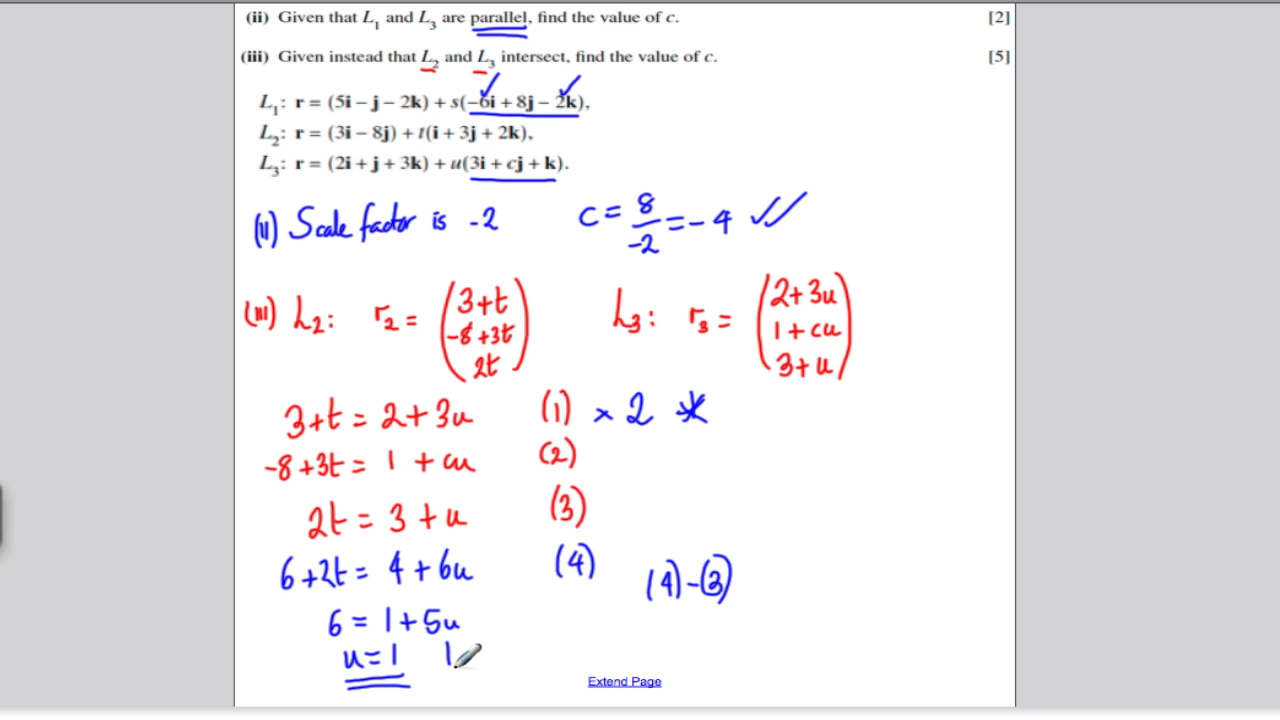 (ii) Given that L₁ and L₃ are parallel, find the value of c. [2]
(iii) Given instead that L₂ and L₃ intersect, find the value of c. [5]
L₁: r = (5i − j − 2k) + s(−6i + 8j − 2k),
L₂: r = (3i − 8j) + t(i + 3j + 2k),
L₃: r = (2i + j + 3k) + u(3i + cj + k).
(ii) Scale factor is -2 c = 8/-2 = -4 ✓✓
(iii) L₂: r₂ = (3+t, -8+3t, 2t) L₃: r₃ = (2+3u, 1+cu, 3+u)
3+t = 2+3u (1) × 2 *
-8+3t = 1 + cu (2)
2t = 3 + u (3)
6+2t = 4 + 6u (4) (4)-(3)
6 = 1 + 5u
u=1
Extend Page